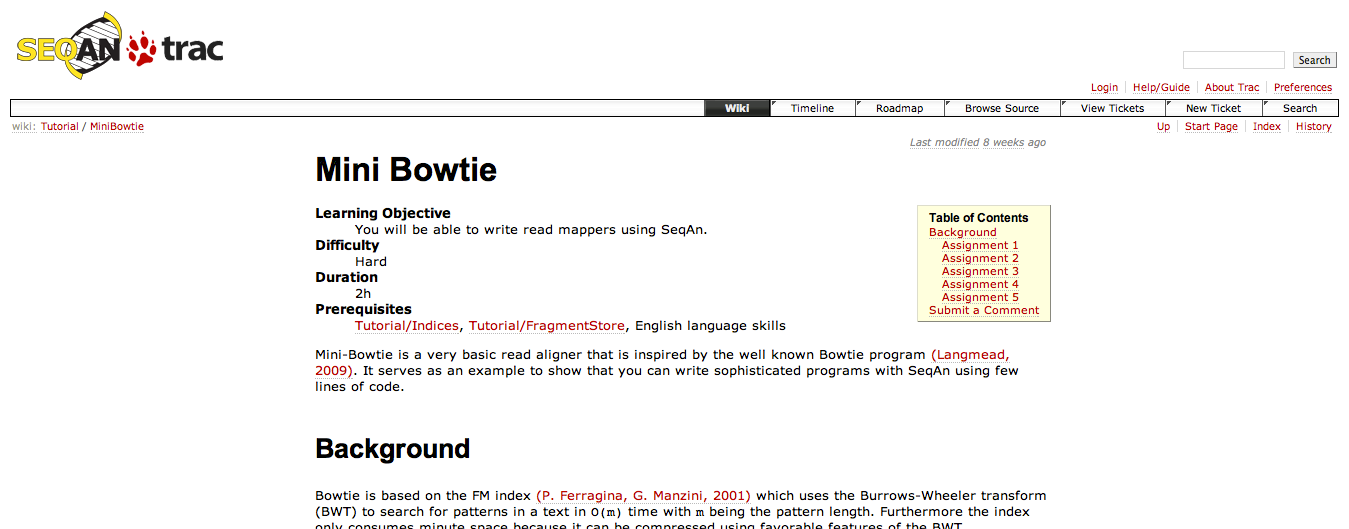 SEQAN trac
Search
Login Help/Guide About Trac Preferences
Wiki Timeline Roadmap Browse Source View Tickets New Ticket Search
wiki: Tutorial / MiniBowtie
Up Start Page Index History
Last modified 8 weeks ago
Mini Bowtie
Learning Objective
You will be able to write read mappers using SeqAn.
Difficulty
Hard
Duration
2h
Prerequisites
Tutorial/Indices, Tutorial/FragmentStore, English language skills
Table of Contents
Background
Assignment 1
Assignment 2
Assignment 3
Assignment 4
Assignment 5
Submit a Comment
Mini-Bowtie is a very basic read aligner that is inspired by the well known Bowtie program (Langmead,
2009). It serves as an example to show that you can write sophisticated programs with SeqAn using few
lines of code.
Background
Bowtie is based on the FM index (P. Ferragina, G. Manzini, 2001) which uses the Burrows-Wheeler transform
(BWT) to search for patterns in a text in O(m) time with m being the pattern length. Furthermore the index
only consumes minute space because it can be compressed using favorable features of the BWT.